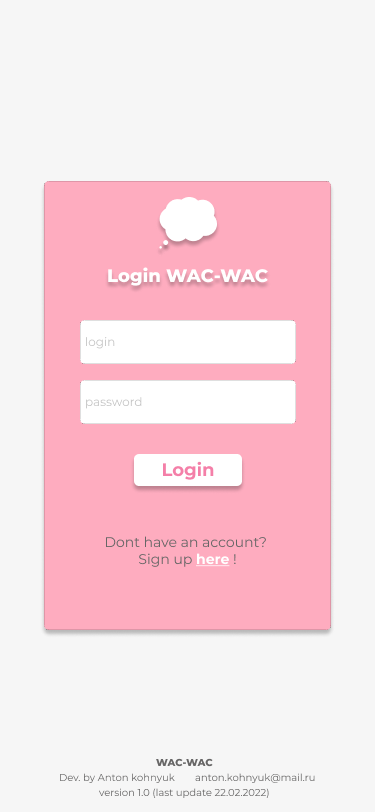 Login WAC-WAC
login
password
Login
Dont have an account?
Sign up here !
WAC-WAC
Dev. by Anton kohnyuk anton.kohnyuk@mail.ru
version 1.0 (last update 22.02.2022)